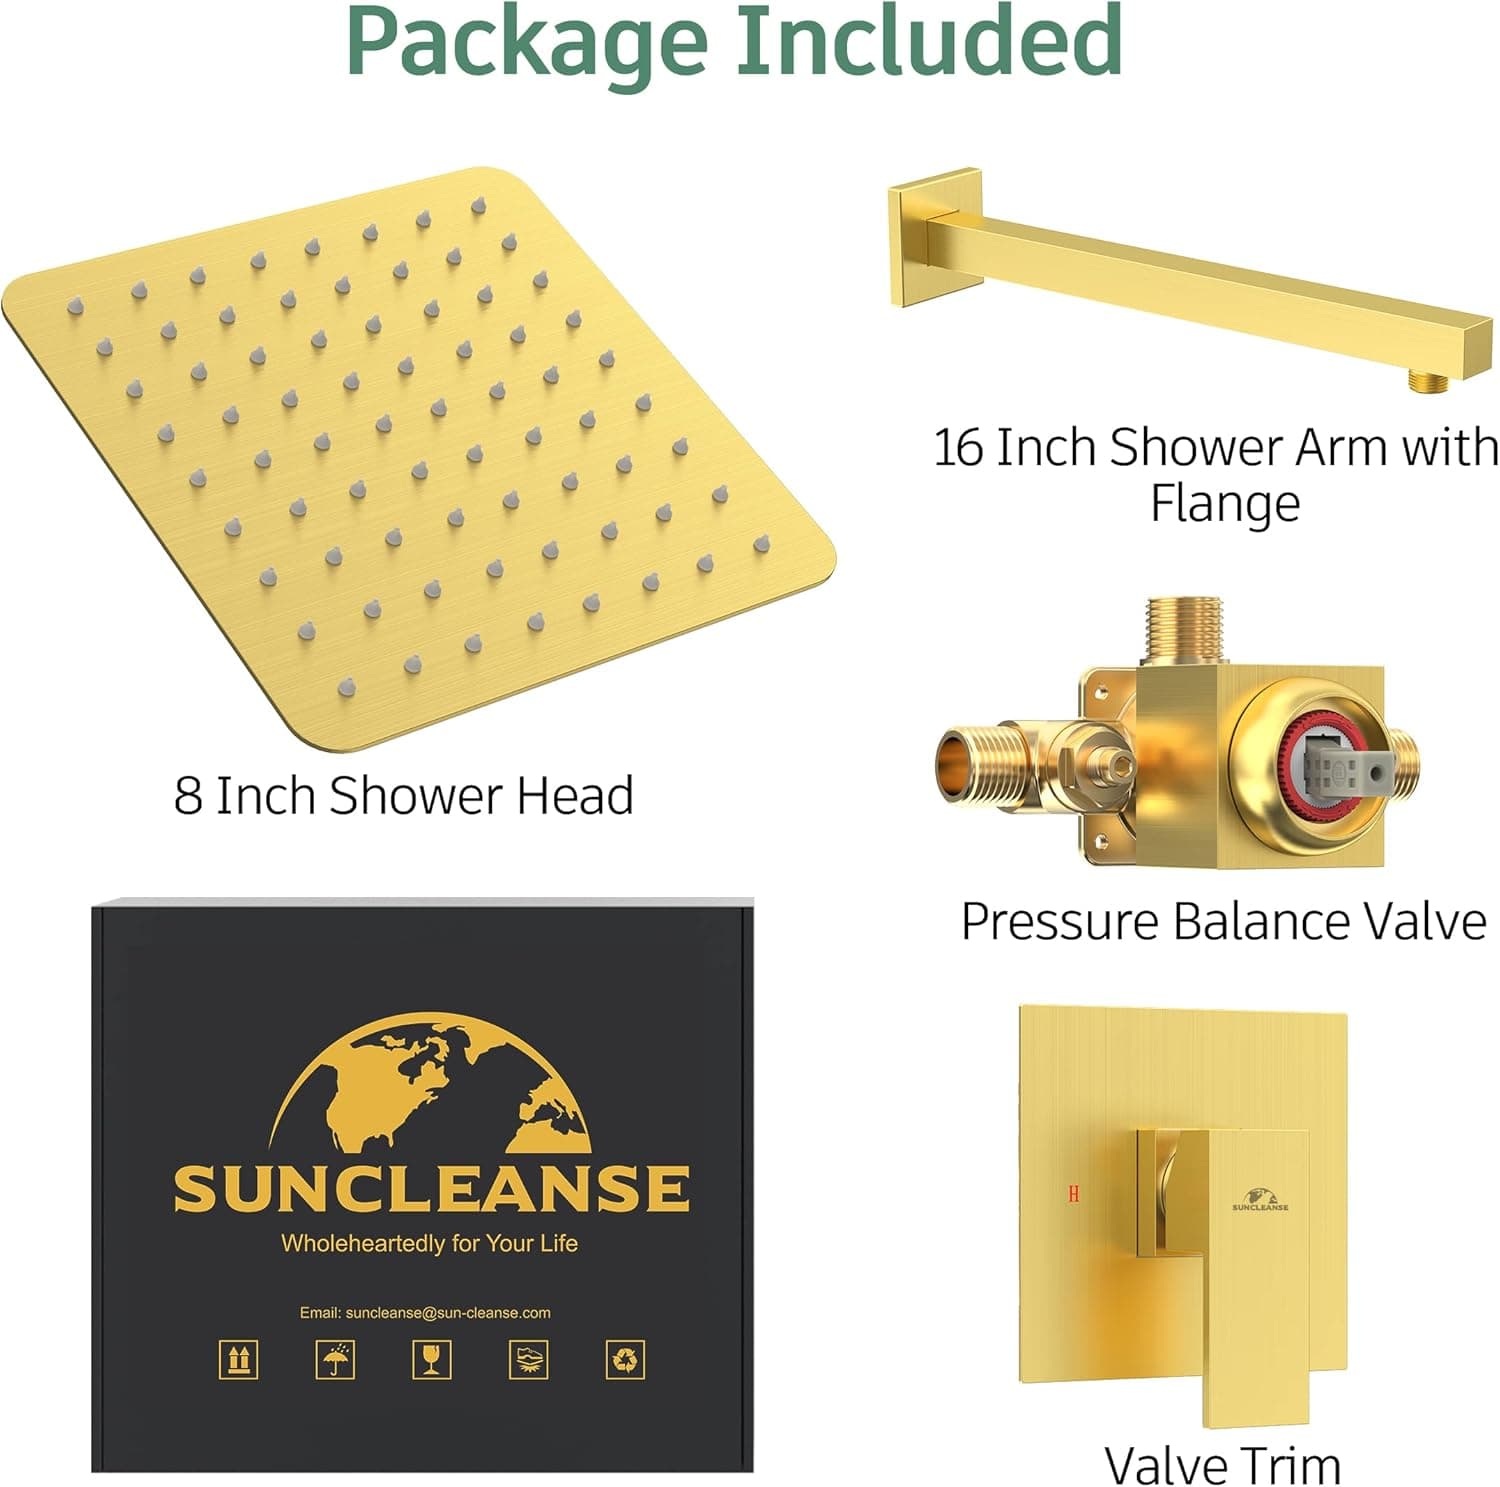 Package Included
16 Inch Shower Arm with
Flange
8 Inch Shower Head
Pressure Balance Valve
SUNCLEANSE
Wholeheartedly for Your Life
Email: suncleanse@sun-cleanse.com
H
SUNCLEANSE
Valve Trim